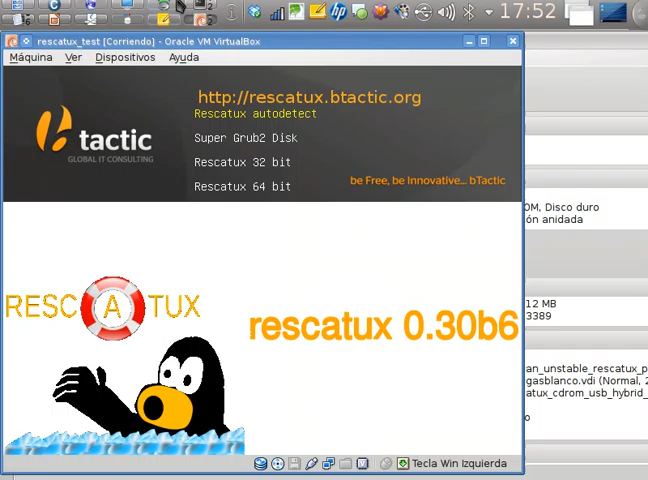 17:52
rescatux_test [Corriendo] - Oracle VM VirtualBox
Máquina Ver Dispositivos Ayuda
http://rescatux.btactic.org
Rescatux autodetect
tactic
GLOBAL IT CONSULTING
Super Grub2 Disk
Rescatux 32 bit
Rescatux 64 bit
be Free, be Innovative... bTactic
RESCATUX
rescatux 0.30b6
Tecla Win Izquierda
OM, Disco duro
ón anidada
12 MB
3389
an_unstable_rescatux_p
gasblanco.vdi (Normal, 2
atux_cdrom_usb_hybrid_
o